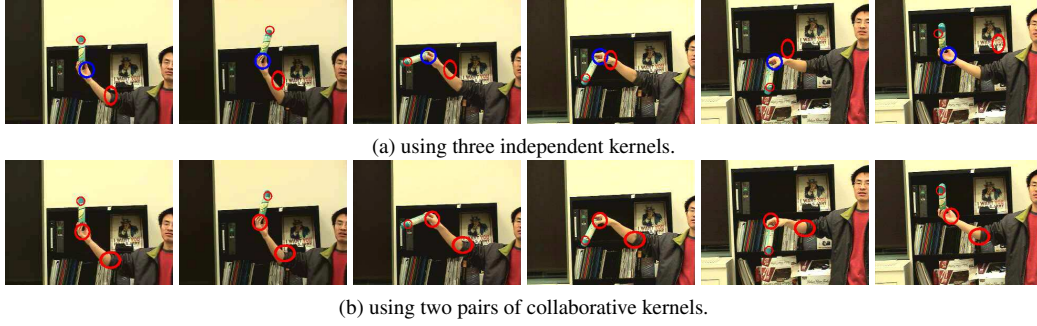 (a) using three independent kernels.
(b) using two pairs of collaborative kernels.